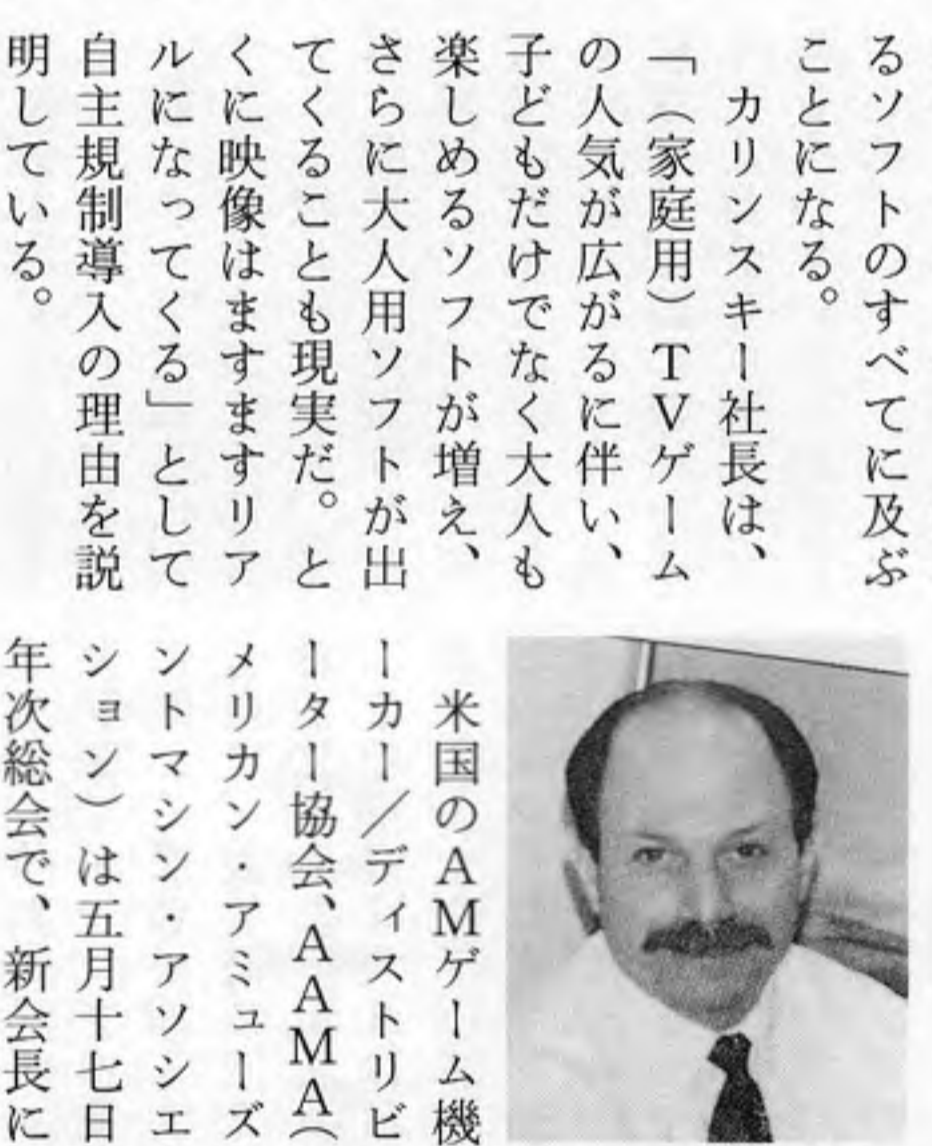 るソフトのすべてに及ぶ
ことになる。
カリンスキー社長は、
「（家庭用）ＴＶゲーム
の人気が広がるに伴い、
子どもだけでなく大人も
楽しめるソフトが増え、
さらに大人用ソフトが出
てくることも現実だ。と
くに映像はますますリア
ルになってくる」として
自主規制導入の理由を説
明している。
米国のＡＭゲーム機
ーカー／ディストリビ
ーター協会、ＡＡＭＡ（
メリカン・アミューズ
ントマシン・アソシエ
ション）は五月十七日
年次総会で、新会長に